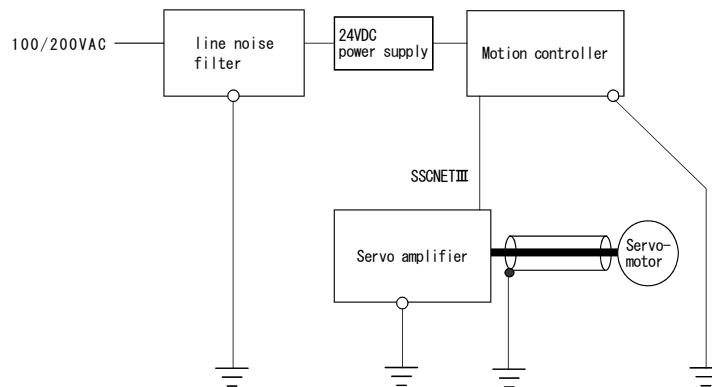 100/200VAC
line noise
filter
24VDC
power supply
Motion controller
SSCNETⅢ
Servo amplifier
Servo-
motor